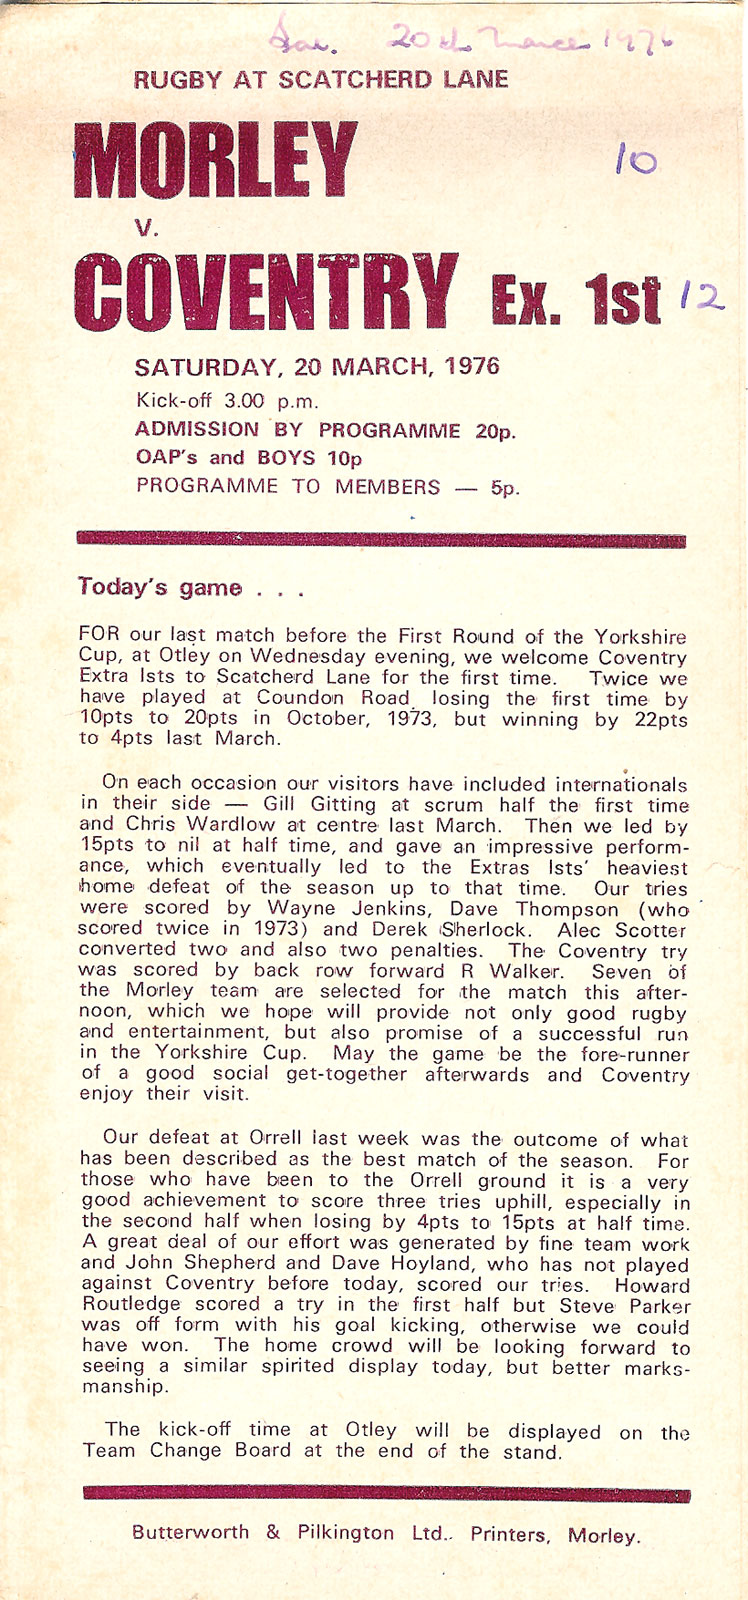 Sat. 20th March 1976
RUGBY AT SCATCHERD LANE
MORLEY 10
v.
COVENTRY Ex. 1st 12
SATURDAY, 20 MARCH, 1976
Kick-off 3.00 p.m.
ADMISSION BY PROGRAMME 20p.
OAP's and BOYS 10p
PROGRAMME TO MEMBERS — 5p.
Today's game . . .
FOR our last match before the First Round of the Yorkshire
Cup, at Otley on Wednesday evening, we welcome Coventry
Extra Ists to Scatcherd Lane for the first time. Twice we
have played at Coundon Road, losing the first time by
10pts to 20pts in October, 1973, but winning by 22pts
to 4pts last March.
On each occasion our visitors have included internationals
in their side — Gill Gitting at scrum half the first time
and Chris Wardlow at centre last March. Then we led by
15pts to nil at half time, and gave an impressive perform-
ance, which eventually led to the Extras Ists' heaviest
home defeat of the season up to that time. Our tries
were scored by Wayne Jenkins, Dave Thompson (who
scored twice in 1973) and Derek Sherlock. Alec Scotter
converted two and also two penalties. The Coventry try
was scored by back row forward R Walker. Seven of
the Morley team are selected for the match this after-
noon, which we hope will provide not only good rugby
and entertainment, but also promise of a successful run
in the Yorkshire Cup. May the game be the fore-runner
of a good social get-together afterwards and Coventry
enjoy their visit.
Our defeat at Orrell last week was the outcome of what
has been described as the best match of the season. For
those who have been to the Orrell ground it is a very
good achievement to score three tries uphill, especially in
the second half when losing by 4pts to 15pts at half time.
A great deal of our effort was generated by fine team work
and John Shepherd and Dave Hoyland, who has not played
against Coventry before today, scored our tries. Howard
Routledge scored a try in the first half but Steve Parker
was off form with his goal kicking, otherwise we could
have won. The home crowd will be looking forward to
seeing a similar spirited display today, but better marks-
manship.
The kick-off time at Otley will be displayed on the
Team Change Board at the end of the stand.
Butterworth & Pilkington Ltd.. Printers, Morley.